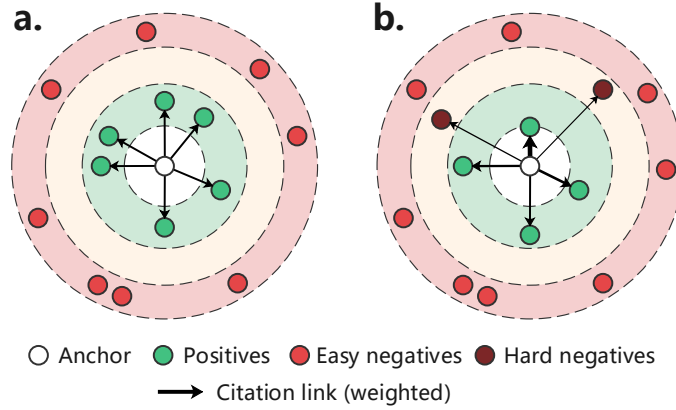 a.
b.
Anchor Positives Easy negatives Hard negatives
Citation link (weighted)